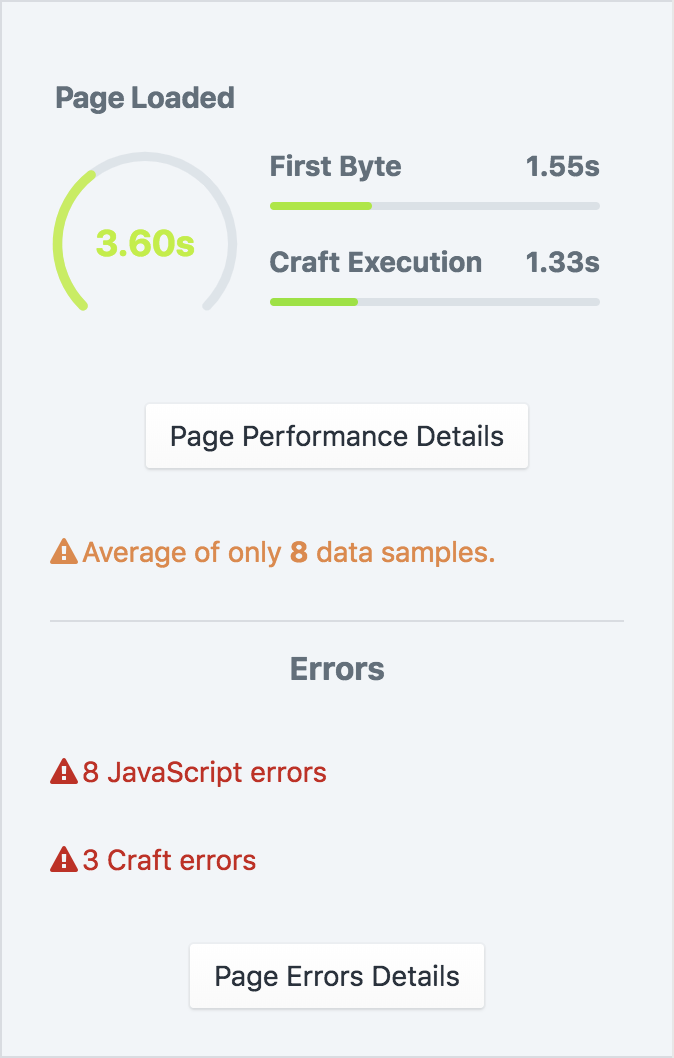 Page Loaded
3.60s
First Byte 1.55s
Craft Execution 1.33s
Page Performance Details
Average of only 8 data samples.
Errors
8 JavaScript errors
3 Craft errors
Page Errors Details